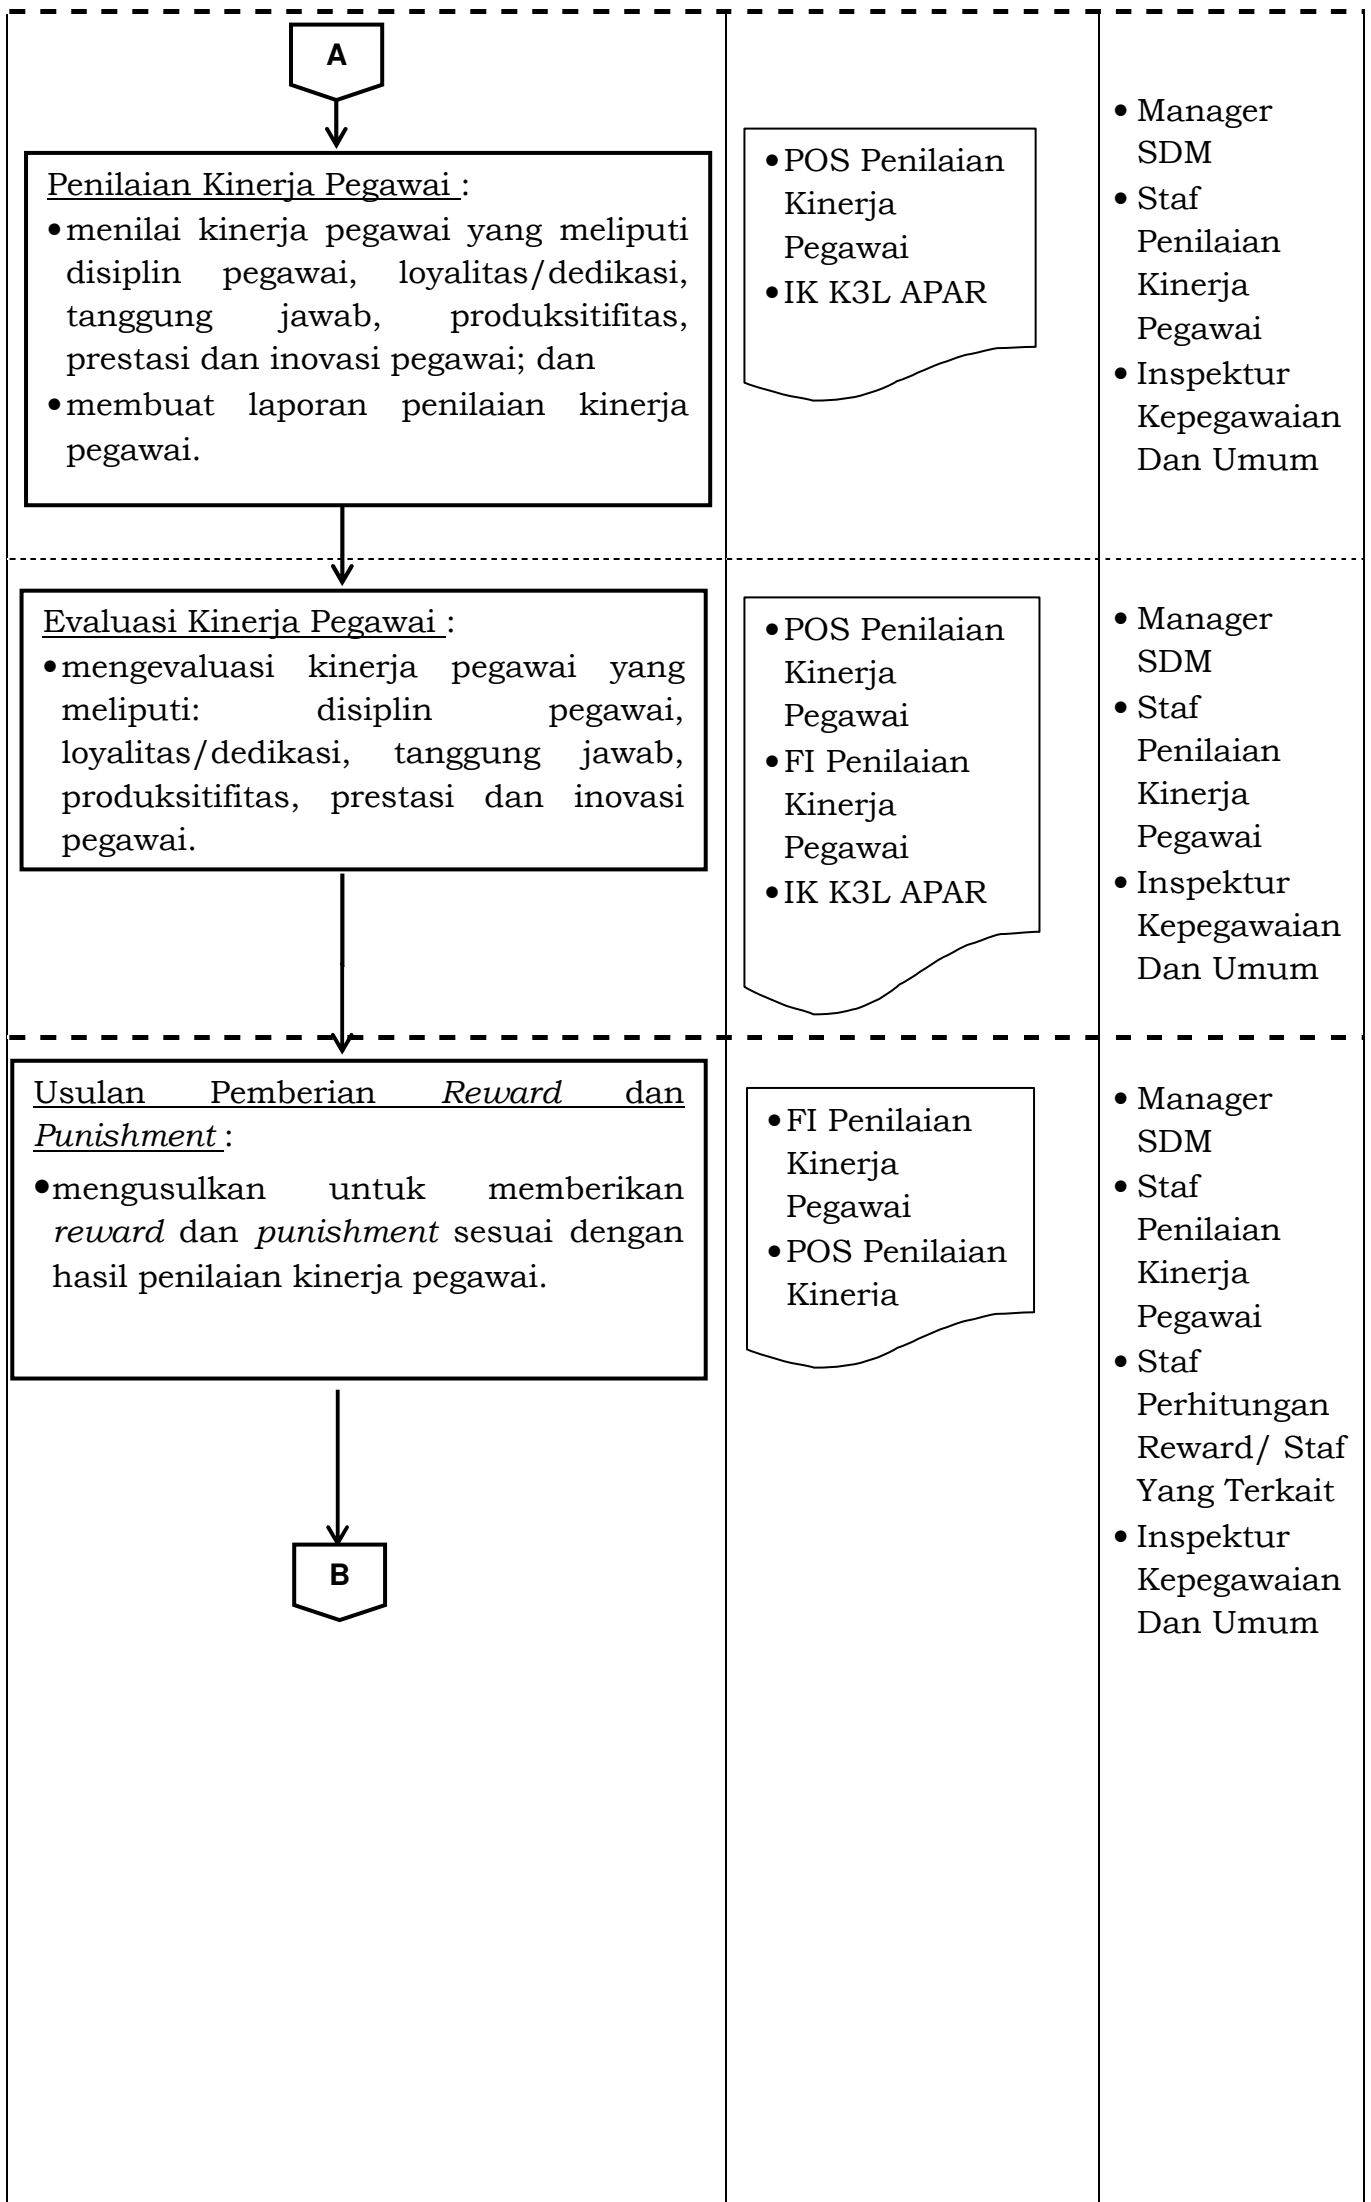 A
Penilaian Kinerja Pegawai :
•menilai kinerja pegawai yang meliputi
disiplin pegawai, loyalitas/dedikasi,
tanggung jawab, produksitifitas,
prestasi dan inovasi pegawai; dan
•membuat laporan penilaian kinerja
pegawai.
•POS Penilaian
Kinerja
Pegawai
•IK K3L APAR
• Manager
SDM
• Staf
Penilaian
Kinerja
Pegawai
• Inspektur
Kepegawaian
Dan Umum
Evaluasi Kinerja Pegawai :
•mengevaluasi kinerja pegawai yang
meliputi: disiplin pegawai,
loyalitas/dedikasi, tanggung jawab,
produksitifitas, prestasi dan inovasi
pegawai.
•POS Penilaian
Kinerja
Pegawai
•FI Penilaian
Kinerja
Pegawai
•IK K3L APAR
• Manager
SDM
• Staf
Penilaian
Kinerja
Pegawai
• Inspektur
Kepegawaian
Dan Umum
Usulan Pemberian Reward dan
Punishment :
•mengusulkan untuk memberikan
reward dan punishment sesuai dengan
hasil penilaian kinerja pegawai.
•FI Penilaian
Kinerja
Pegawai
•POS Penilaian
Kinerja
• Manager
SDM
• Staf
Penilaian
Kinerja
Pegawai
• Staf
Perhitungan
Reward/ Staf
Yang Terkait
• Inspektur
Kepegawaian
Dan Umum
B